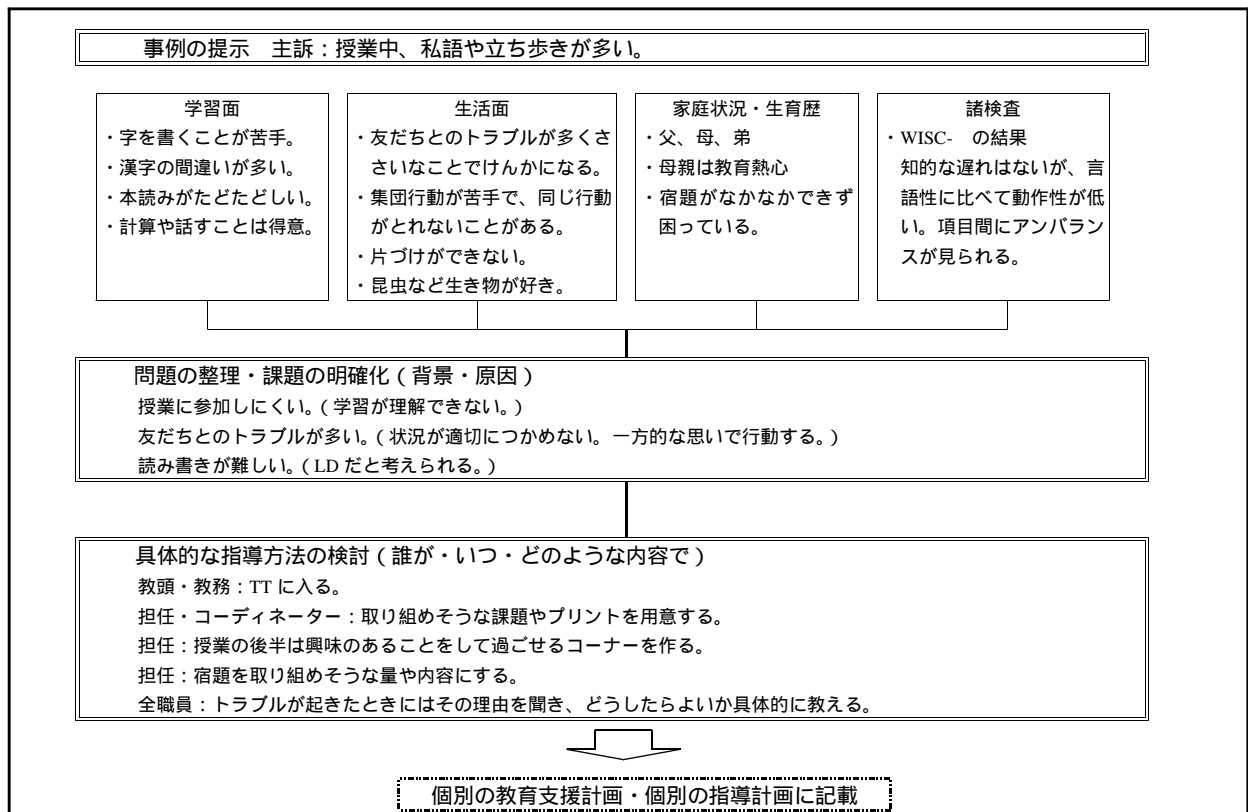 事例の提示　主訴：授業中、私語や立ち歩きが多い。
学習面
・字を書くことが苦手。
・漢字の間違いが多い。
・本読みがたどたどしい。
・計算や話すことは得意。
生活面
・友だちとのトラブルが多くさ
さいなことでけんかになる。
・集団行動が苦手で、同じ行動
がとれないことがある。
・片づけができない。
・昆虫など生き物が好き。
家庭状況・生育歴
・父、母、弟
・母親は教育熱心
・宿題がなかなかできず
困っている。
諸検査
・WISC-　の結果
知的な遅れはないが、言
語性に比べて動作性が低
い。項目間にアンバラン
スが見られる。
問題の整理・課題の明確化（背景・原因）
授業に参加しにくい。（学習が理解できない。）
友だちとのトラブルが多い。（状況が適切につかめない。一方的な思いで行動する。）
読み書きが難しい。（LDだと考えられる。）
具体的な指導方法の検討（誰が・いつ・どのような内容で）
教頭・教務：TTに入る。
担任・コーディネーター：取り組めそうな課題やプリントを用意する。
担任：授業の後半は興味のあることをして過ごせるコーナーを作る。
担任：宿題を取り組めそうな量や内容にする。
全職員：トラブルが起きたときにはその理由を聞き、どうしたらよいか具体的に教える。
個別の教育支援計画・個別の指導計画に記載